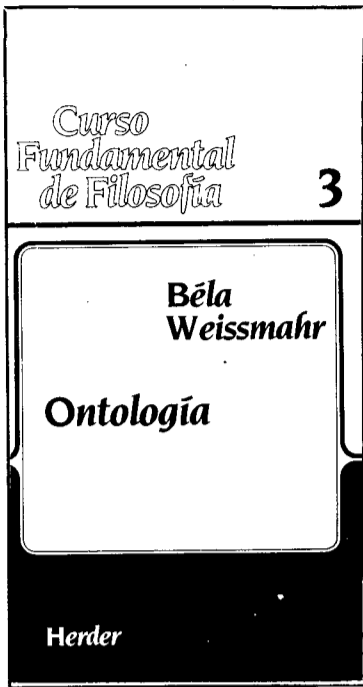 Curso
Fundamental
de Filosofía
3
Béla
Weissmahr
Ontología
Herder